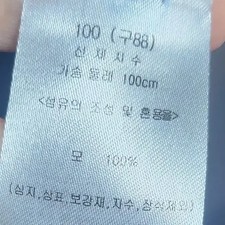 100 (구88)
신 체 치 수
가슴 둘레 100cm
<섬유의 조성 및 혼용율>
모 100%
(심지,상표,보강재,자수,장식제외)